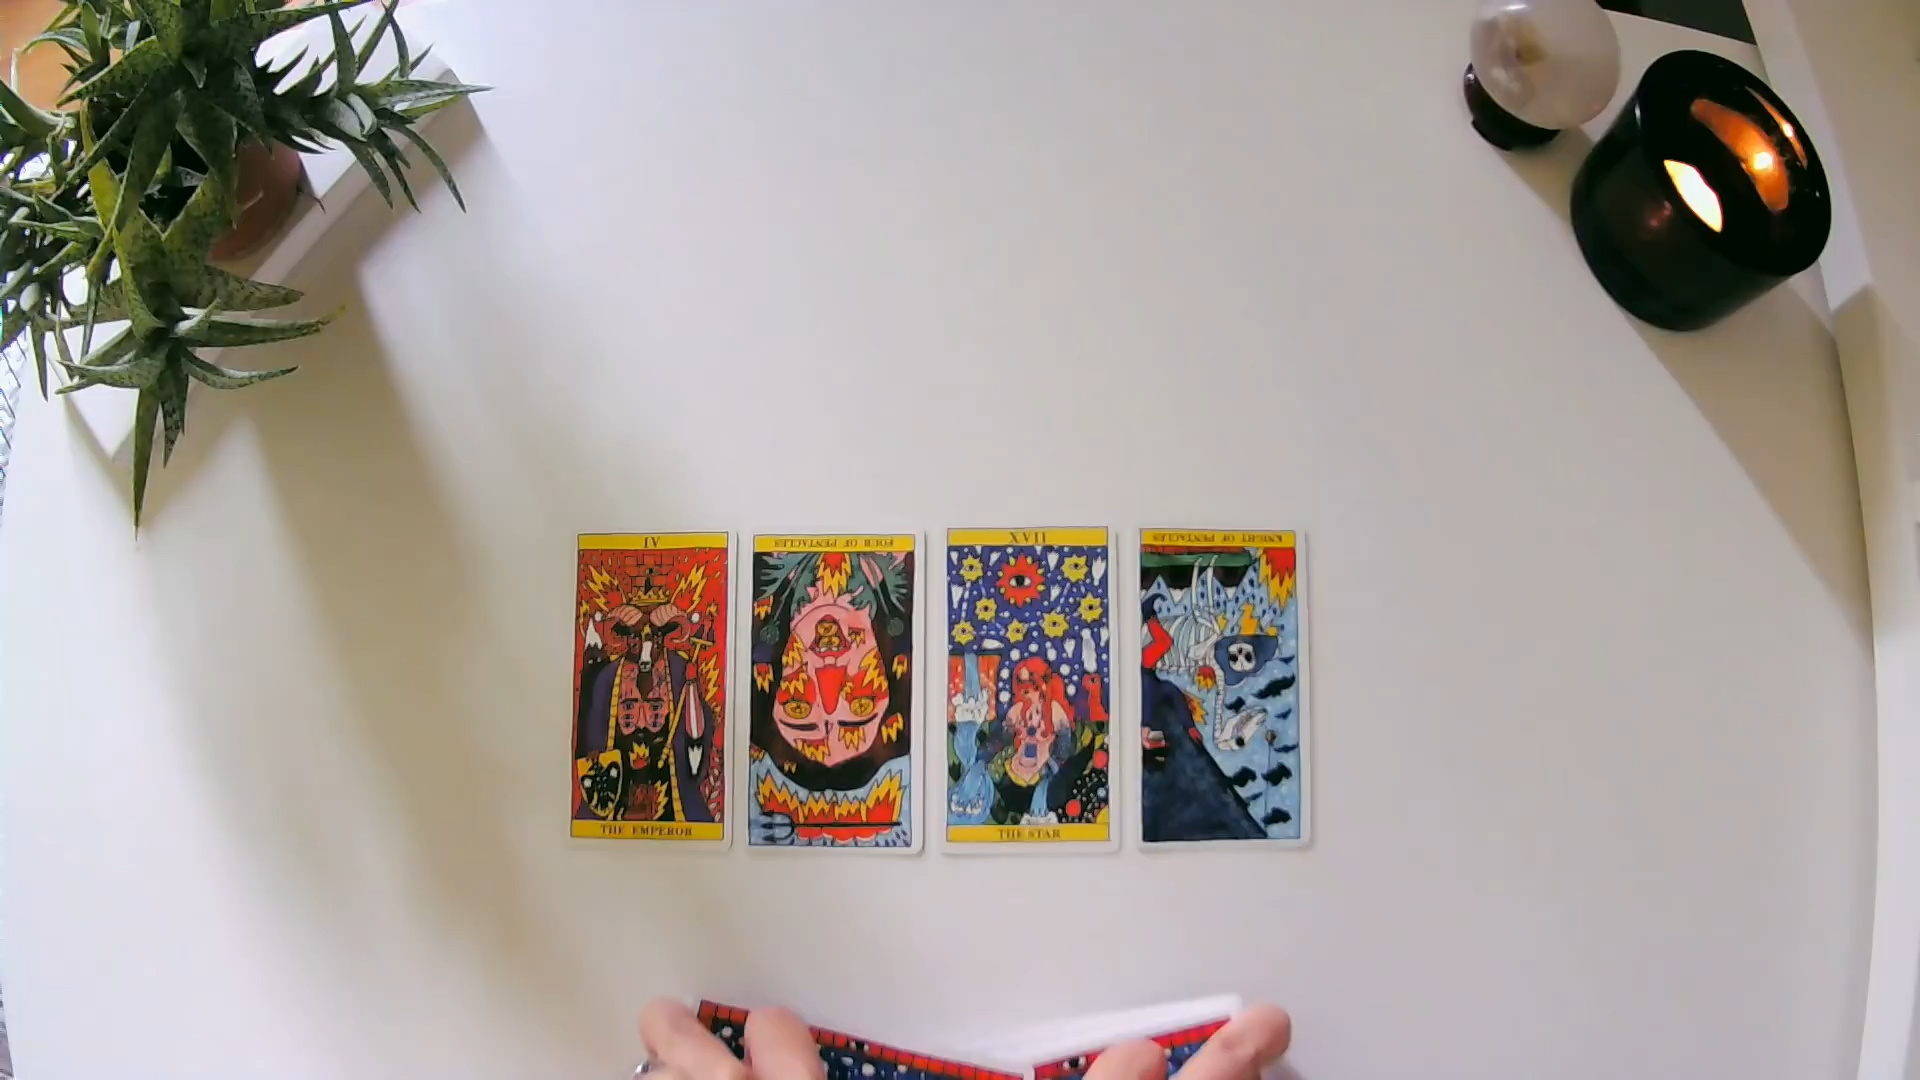 IV
FOUR OF PENTACLES
XVII
KNIGHT OF PENTACLES
THE EMPEROR
THE STAR